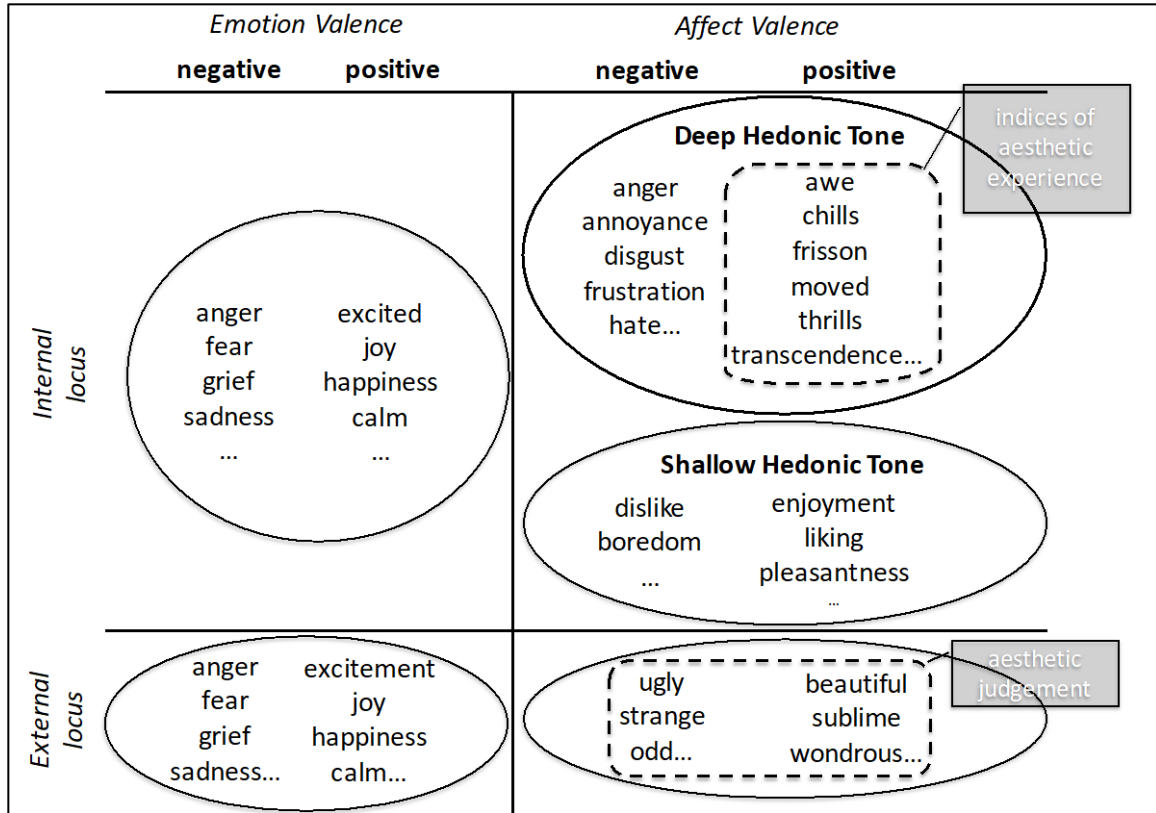 Emotion Valence
Affect Valence
negative positive
negative positive
indices of
aesthetic
experience
Internal
locus
anger excited
fear joy
grief happiness
sadness calm
... ...
Deep Hedonic Tone
anger awe
annoyance chills
disgust frisson
frustration moved
hate... thrills
transcendence...
Shallow Hedonic Tone
dislike enjoyment
boredom liking
... pleasantness
...
External
locus
anger excitement
fear joy
grief happiness
sadness... calm...
ugly beautiful
strange sublime
odd... wondrous...
aesthetic
judgement